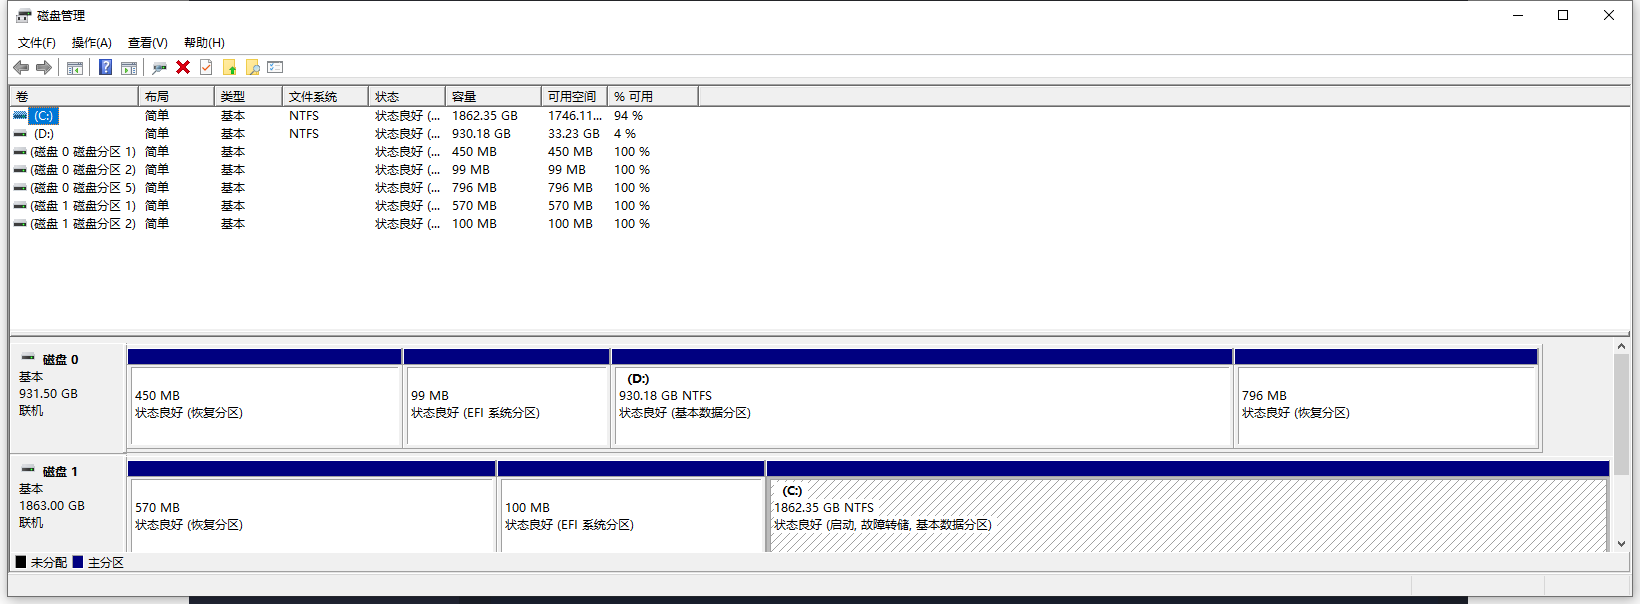 磁盘管理
文件(F) 操作(A) 查看(V) 帮助(H)
卷 布局 类型 文件系统 状态 容量 可用空间 % 可用
(C:) 简单 基本 NTFS 状态良好 (... 1862.35 GB 1746.11... 94 %
(D:) 简单 基本 NTFS 状态良好 (... 930.18 GB 33.23 GB 4 %
(磁盘 0 磁盘分区 1) 简单 基本 状态良好 (... 450 MB 450 MB 100 %
(磁盘 0 磁盘分区 2) 简单 基本 状态良好 (... 99 MB 99 MB 100 %
(磁盘 0 磁盘分区 5) 简单 基本 状态良好 (... 796 MB 796 MB 100 %
(磁盘 1 磁盘分区 1) 简单 基本 状态良好 (... 570 MB 570 MB 100 %
(磁盘 1 磁盘分区 2) 简单 基本 状态良好 (... 100 MB 100 MB 100 %
磁盘 0
基本
931.50 GB
联机
450 MB
状态良好 (恢复分区)
99 MB
状态良好 (EFI 系统分区)
(D:)
930.18 GB NTFS
状态良好 (基本数据分区)
796 MB
状态良好 (恢复分区)
磁盘 1
基本
1863.00 GB
联机
570 MB
状态良好 (恢复分区)
100 MB
状态良好 (EFI 系统分区)
(C:)
1862.35 GB NTFS
状态良好 (启动, 故障转储, 基本数据分区)
未分配 主分区